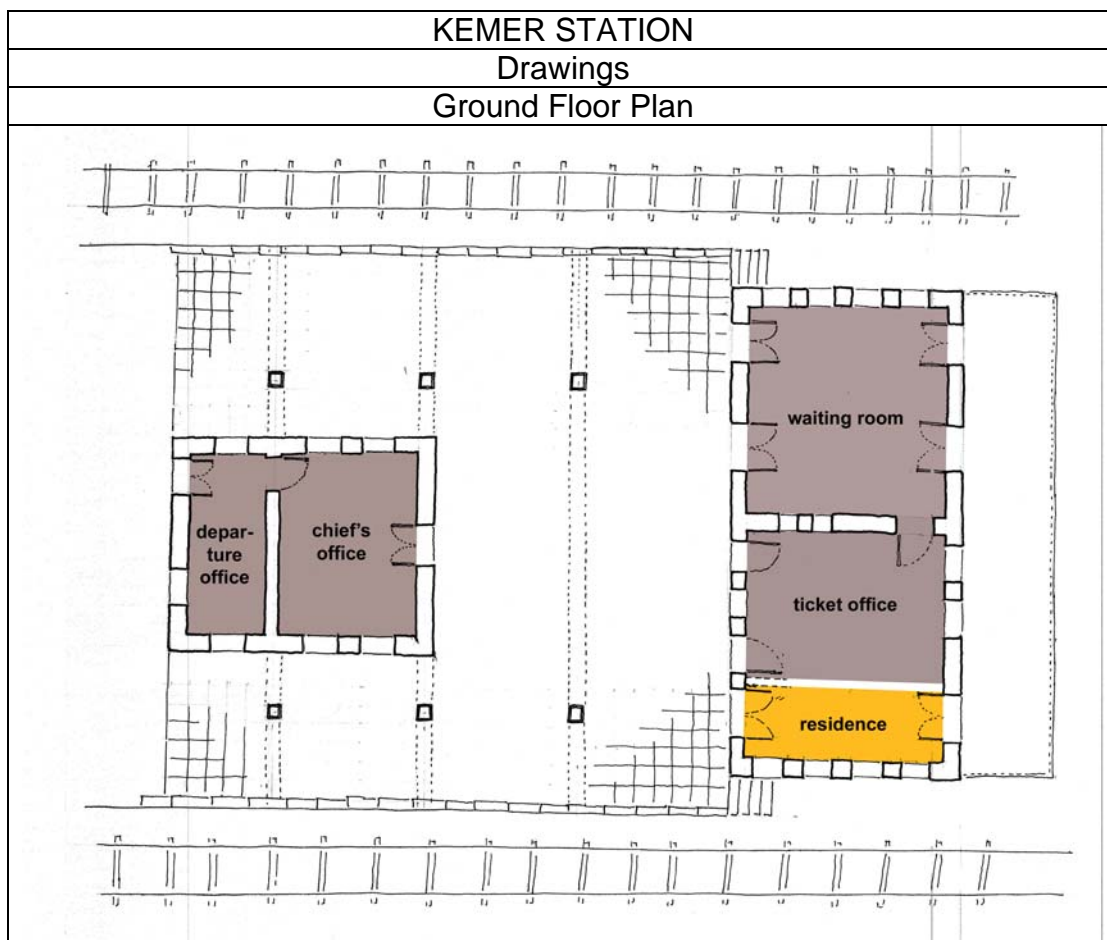 KEMER STATION
Drawings
Ground Floor Plan
waiting room
depar-
ture
office
chief's
office
ticket office
residence